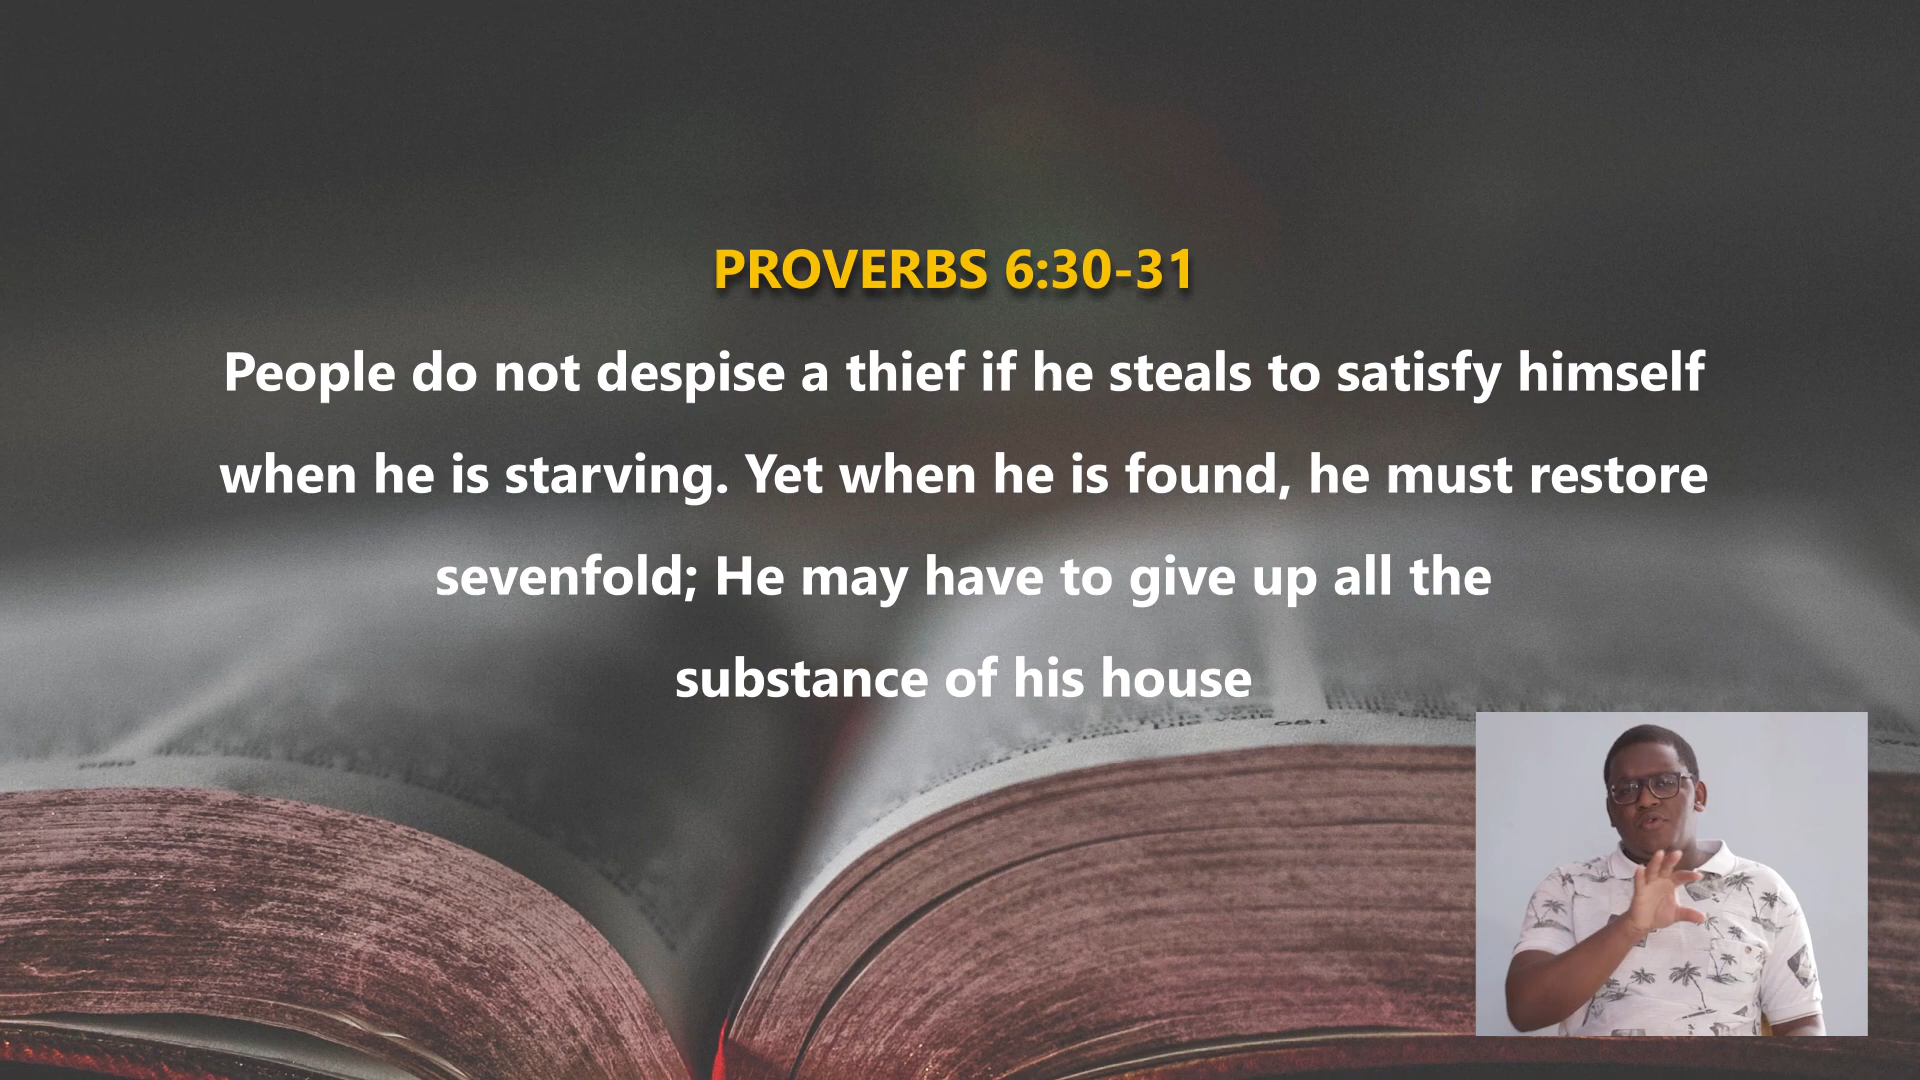 PROVERBS 6:30-31
People do not despise a thief if he steals to satisfy himself
when he is starving. Yet when he is found, he must restore
sevenfold; He may have to give up all the
substance of his house
681